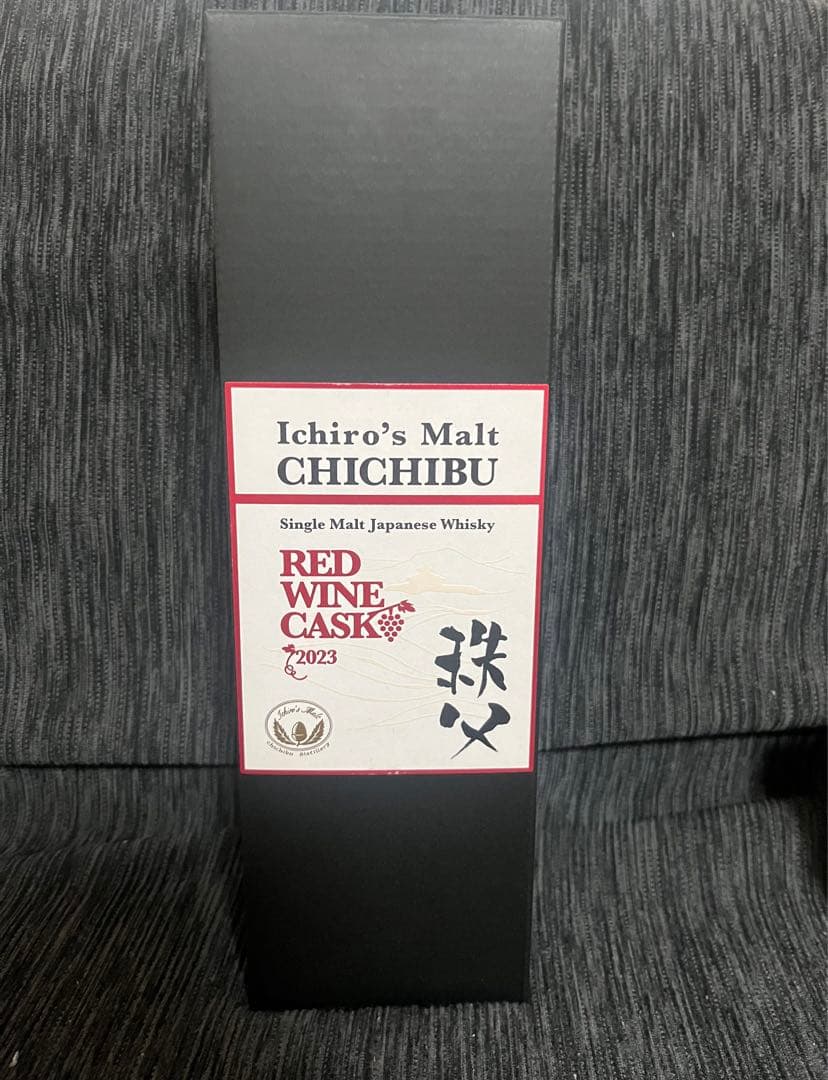 Ichiro's Malt
CHICHIBU
Single Malt Japanese Whisky
RED
WINE
CASK
2023
秩父
Ichiro's Malt
Chichibu Distillery